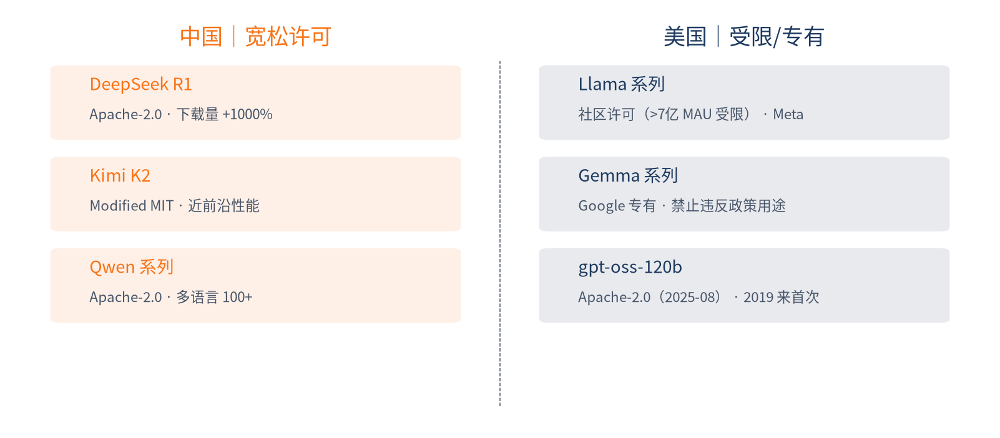 中国｜宽松许可
DeepSeek R1
Apache-2.0 · 下载量 +1000%
Kimi K2
Modified MIT · 近前沿性能
Qwen 系列
Apache-2.0 · 多语言 100+
美国｜受限/专有
Llama 系列
社区许可（>7亿 MAU 受限） · Meta
Gemma 系列
Google 专有 · 禁止违反政策用途
gpt-oss-120b
Apache-2.0（2025-08） · 2019 来首次